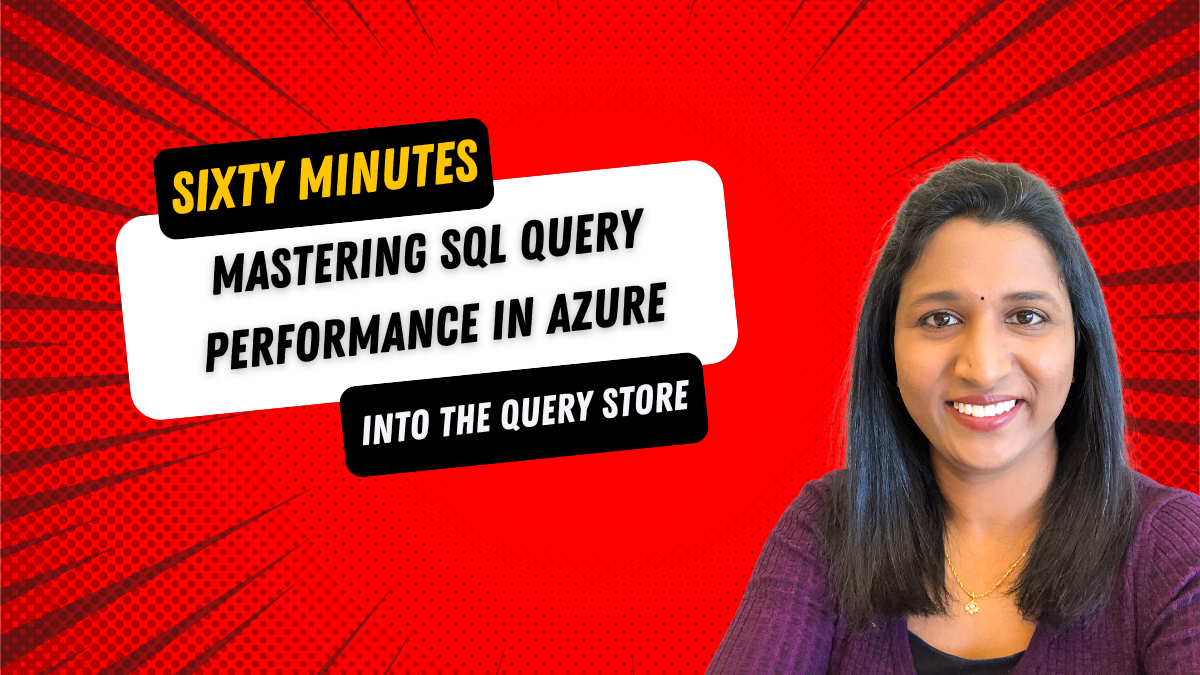 SIXTY MINUTES
MASTERING SQL QUERY
PERFORMANCE IN AZURE
INTO THE QUERY STORE